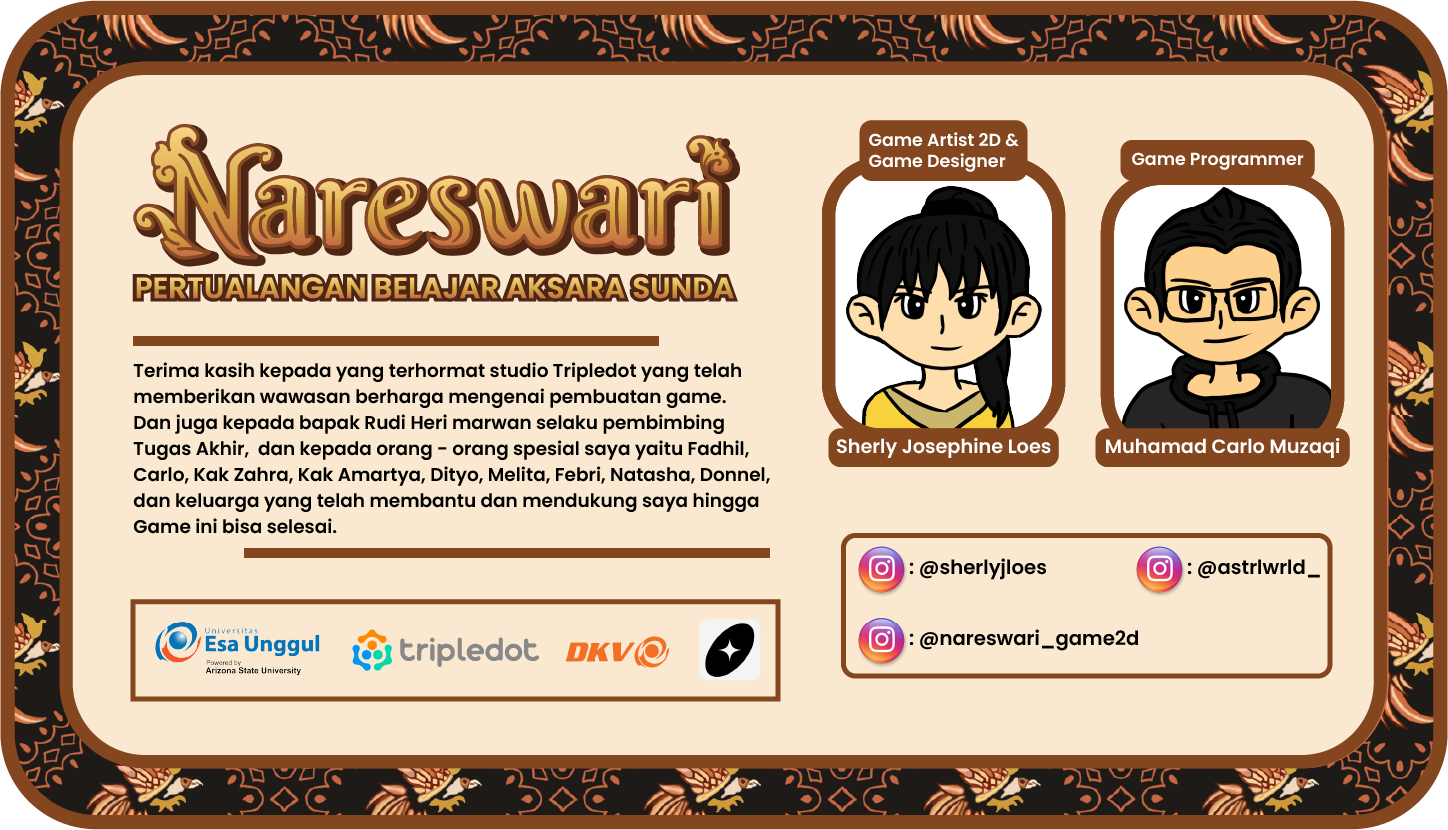 Nareswari
PERTUALANGAN BELAJAR AKSARA SUNDA
Terima kasih kepada yang terhormat studio Tripledot yang telah
memberikan wawasan berharga mengenai pembuatan game.
Dan juga kepada bapak Rudi Heri marwan selaku pembimbing
Tugas Akhir,  dan kepada orang - orang spesial saya yaitu Fadhil,
Carlo, Kak Zahra, Kak Amartya, Dityo, Melita, Febri, Natasha, Donnel,
dan keluarga yang telah membantu dan mendukung saya hingga
Game ini bisa selesai.
Universitas
Esa Unggul
Powered by
Arizona State University
tripledot
DKV
Game Artist 2D &
Game Designer
Sherly Josephine Loes
Game Programmer
Muhamad Carlo Muzaqi
: @sherlyjloes
: @astrlwrld_
: @nareswari_game2d